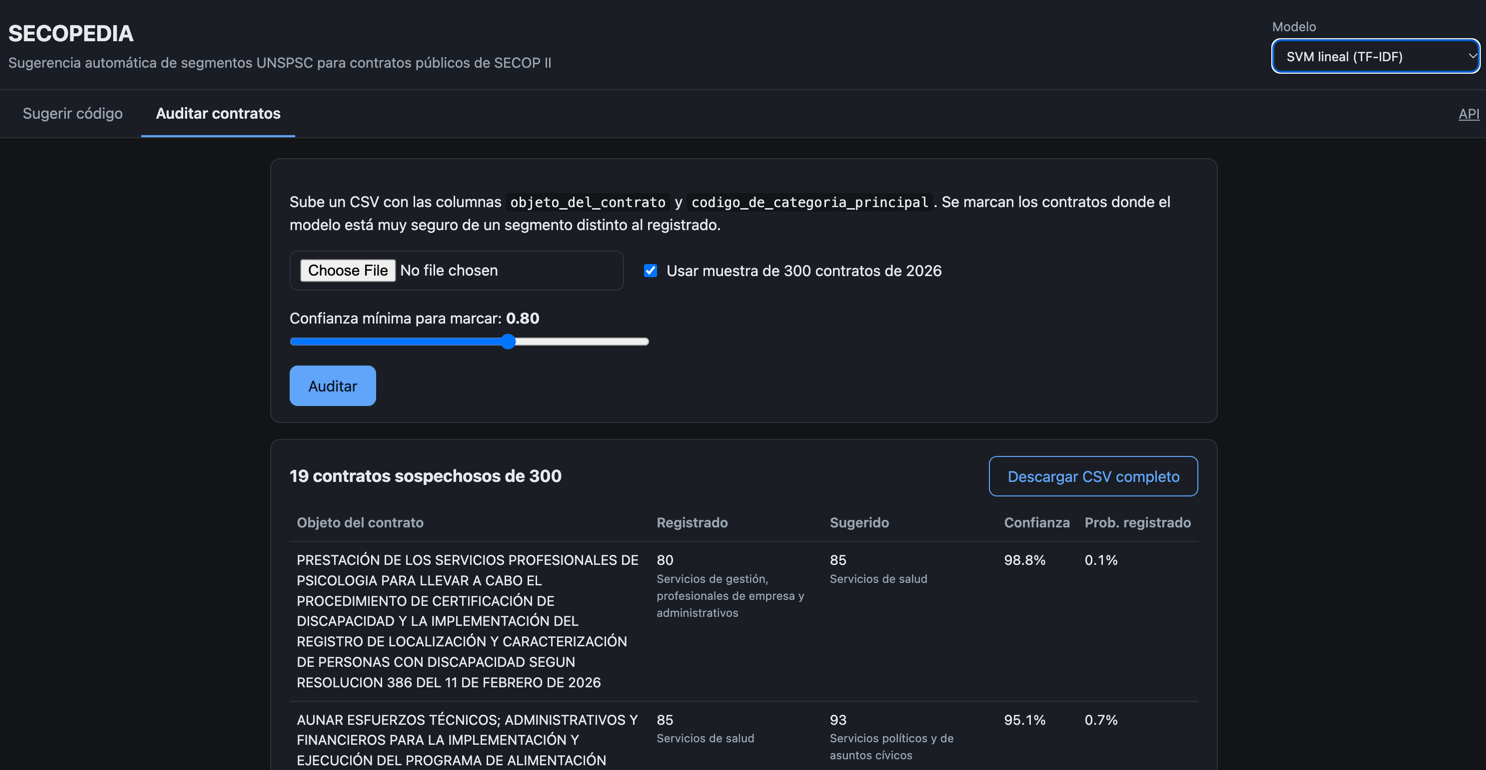 SECOPEDIA
Sugerencia automática de segmentos UNSPSC para contratos públicos de SECOP II
Modelo
SVM lineal (TF-IDF)
Sugerir código
Auditar contratos
API
Sube un CSV con las columnas objeto_del_contrato y codigo_de_categoria_principal. Se marcan los contratos donde el
modelo está muy seguro de un segmento distinto al registrado.
Choose File No file chosen
Usar muestra de 300 contratos de 2026
Confianza mínima para marcar: 0.80
Auditar
19 contratos sospechosos de 300
Descargar CSV completo
Objeto del contrato
Registrado
Sugerido
Confianza
Prob. registrado
PRESTACIÓN DE LOS SERVICIOS PROFESIONALES DE
PSICOLOGIA PARA LLEVAR A CABO EL
PROCEDIMIENTO DE CERTIFICACIÓN DE
DISCAPACIDAD Y LA IMPLEMENTACIÓN DEL
REGISTRO DE LOCALIZACIÓN Y CARACTERIZACIÓN
DE PERSONAS CON DISCAPACIDAD SEGUN
RESOLUCION 386 DEL 11 DE FEBRERO DE 2026
80
Servicios de gestión,
profesionales de empresa y
administrativos
85
Servicios de salud
98.8%
0.1%
AUNAR ESFUERZOS TÉCNICOS; ADMINISTRATIVOS Y
FINANCIEROS PARA LA IMPLEMENTACIÓN Y
EJECUCIÓN DEL PROGRAMA DE ALIMENTACIÓN
85
Servicios de salud
93
Servicios políticos y de
asuntos cívicos
95.1%
0.7%